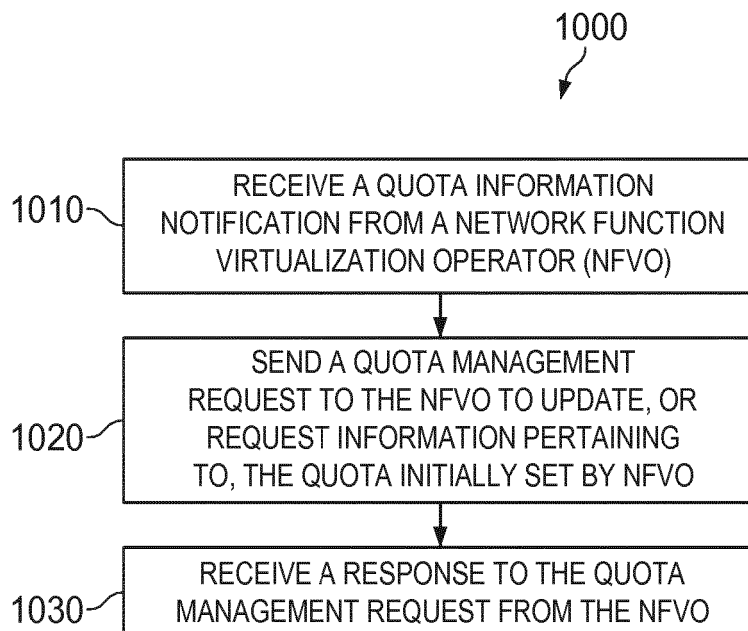 1000
1010
RECEIVE A QUOTA INFORMATION
NOTIFICATION FROM A NETWORK FUNCTION
VIRTUALIZATION OPERATOR (NFVO)
1020
SEND A QUOTA MANAGEMENT
REQUEST TO THE NFVO TO UPDATE, OR
REQUEST INFORMATION PERTAINING
TO, THE QUOTA INITIALLY SET BY NFVO
1030
RECEIVE A RESPONSE TO THE QUOTA
MANAGEMENT REQUEST FROM THE NFVO